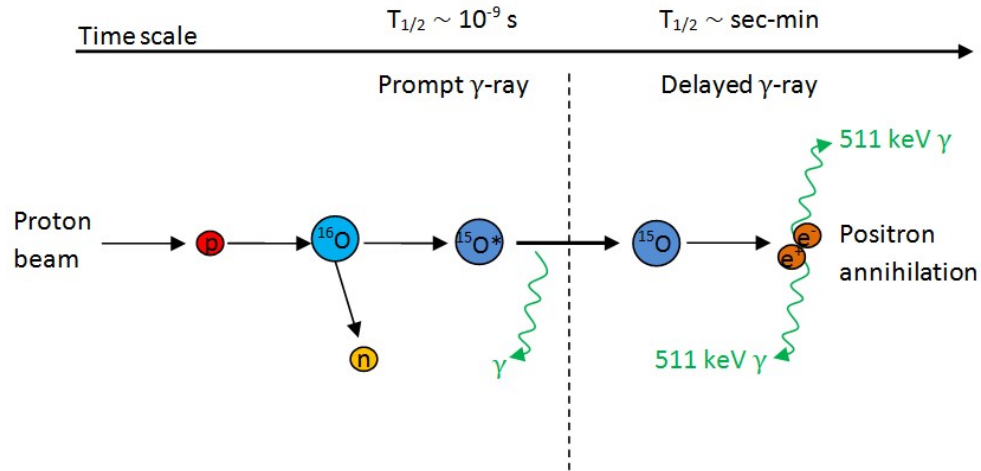 T1/2 ~ 10-9 s
T1/2 ~ sec-min
Time scale
Prompt γ-ray
Delayed γ-ray
511 keV γ
Proton
beam
p
16O
15O*
15O
e-
e+
Positron
annihilation
n
γ
511 keV γ